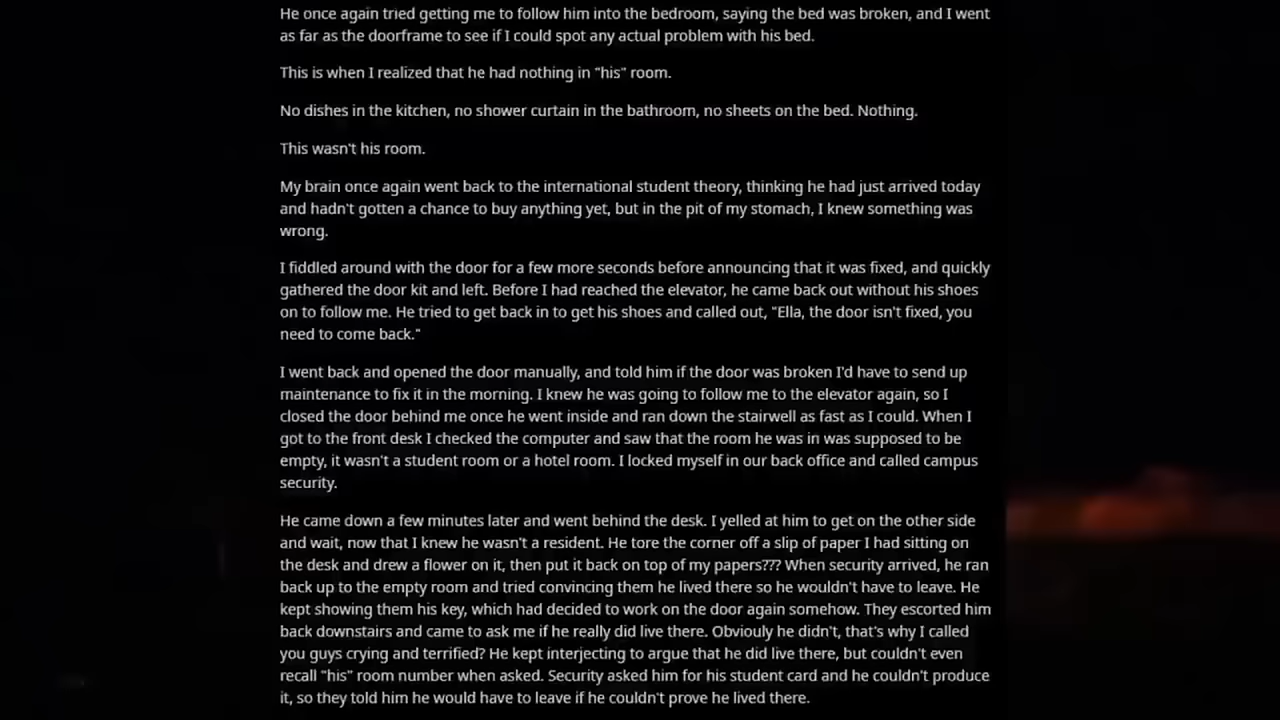 He once again tried getting me to follow him into the bedroom, saying the bed was broken, and I went
as far as the doorframe to see if I could spot any actual problem with his bed.
This is when I realized that he had nothing in "his" room.
No dishes in the kitchen, no shower curtain in the bathroom, no sheets on the bed. Nothing.
This wasn't his room.
My brain once again went back to the international student theory, thinking he had just arrived today
and hadn't gotten a chance to buy anything yet, but in the pit of my stomach, I knew something was
wrong.
I fiddled around with the door for a few more seconds before announcing that it was fixed, and quickly
gathered the door kit and left. Before I had reached the elevator, he came back out without his shoes
on to follow me. He tried to get back in to get his shoes and called out, "Ella, the door isn't fixed, you
need to come back."
I went back and opened the door manually, and told him if the door was broken I'd have to send up
maintenance to fix it in the morning. I knew he was going to follow me to the elevator again, so I
closed the door behind me once he went inside and ran down the stairwell as fast as I could. When I
got to the front desk I checked the computer and saw that the room he was in was supposed to be
empty, it wasn't a student room or a hotel room. I locked myself in our back office and called campus
security.
He came down a few minutes later and went behind the desk. I yelled at him to get on the other side
and wait, now that I knew he wasn't a resident. He tore the corner off a slip of paper I had sitting on
the desk and drew a flower on it, then put it back on top of my papers??? When security arrived, he ran
back up to the empty room and tried convincing them he lived there so he wouldn't have to leave. He
kept showing them his key, which had decided to work on the door again somehow. They escorted him
back downstairs and came to ask me if he really did live there. Obviouly he didn't, that's why I called
you guys crying and terrified? He kept interjecting to argue that he did live there, but couldn't even
recall "his" room number when asked. Security asked him for his student card and he couldn't produce
it, so they told him he would have to leave if he couldn't prove he lived there.